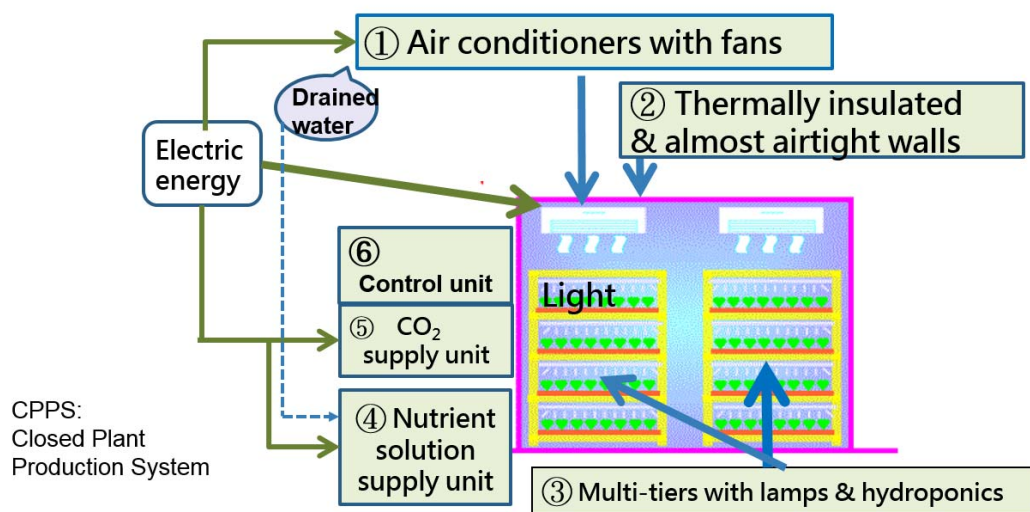 ① Air conditioners with fans
Drained
water
② Thermally insulated
& almost airtight walls
Electric
energy
⑥
Control unit
Light
⑤ CO₂
supply unit
④ Nutrient
solution
supply unit
CPPS:
Closed Plant
Production System
③ Multi-tiers with lamps & hydroponics